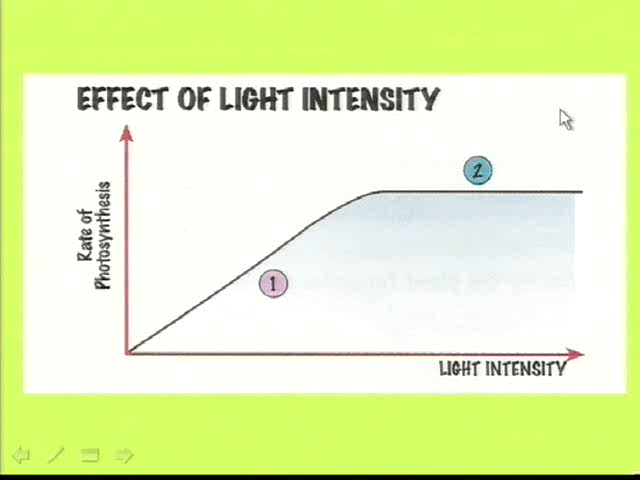 EFFECT OF LIGHT INTENSITY
Rate of
Photosynthesis
2
1
LIGHT INTENSITY